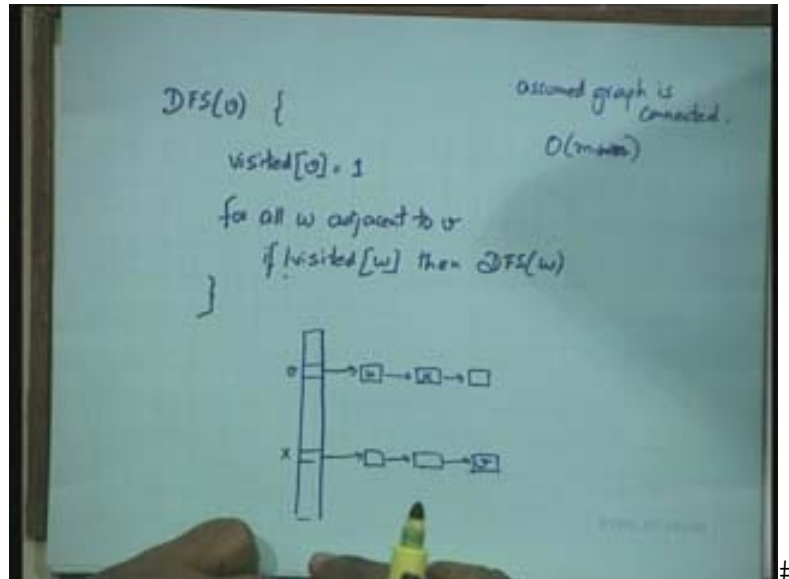 DFS(v) {
assumed graph is
connected.
O(m
visited[v] = 1
for all w adjacent to v
if !visited[w] then DFS(w)
}
v w x
x v